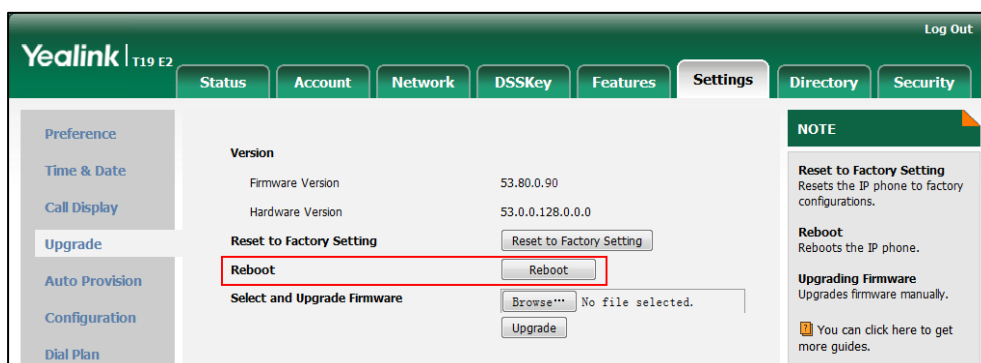 Log Out
Yealink T19 E2
Status Account Network DSSKey Features Settings Directory Security
Preference
Time & Date
Call Display
Upgrade
Auto Provision
Configuration
Dial Plan
Version
Firmware Version 53.80.0.90
Hardware Version 53.0.0.128.0.0.0
Reset to Factory Setting Reset to Factory Setting
Reboot Reboot
Select and Upgrade Firmware Browse··· No file selected.
Upgrade
NOTE
Reset to Factory Setting
Resets the IP phone to factory
configurations.
Reboot
Reboots the IP phone.
Upgrading Firmware
Upgrades firmware manually.
You can click here to get
more guides.